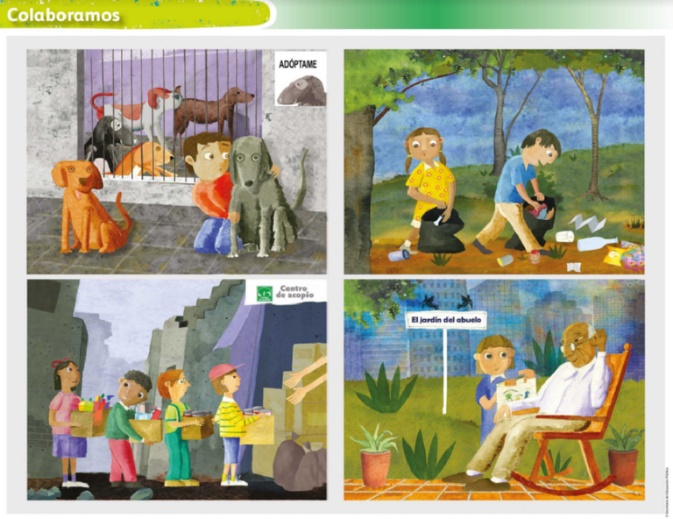 Colaboramos
ADÓPTAME
Centro
de acopio
El jardín del abuelo